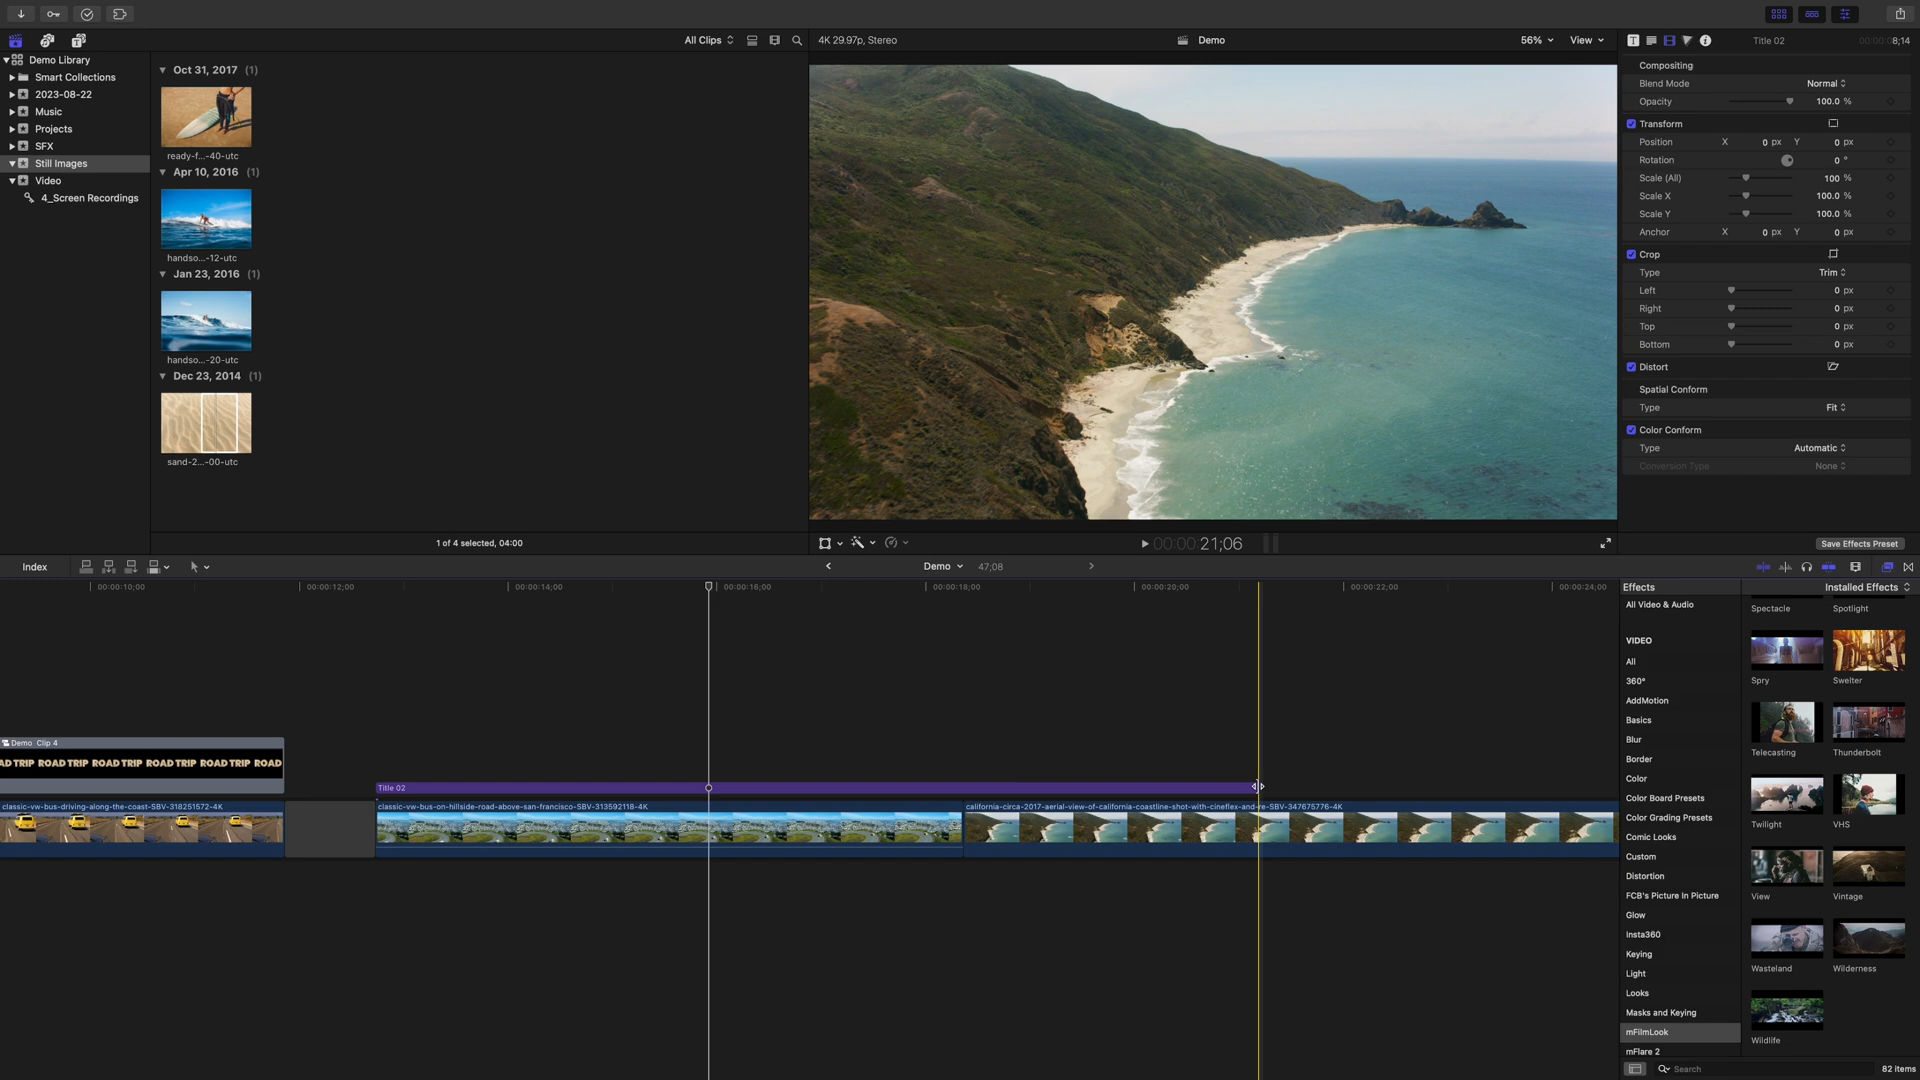 All Clips
4K 29.97p, Stereo
Demo
56%
View
Title 02
00:00:08;14
Demo Library
Smart Collections
2023-08-22
Music
Projects
SFX
Still Images
Video
4_Screen Recordings
Oct 31, 2017 (1)
ready-f...-40-utc
Apr 10, 2016 (1)
handso...-12-utc
Jan 23, 2016 (1)
handso...-20-utc
Dec 23, 2014 (1)
sand-2...-00-utc
1 of 4 selected, 04:00
00:00:21;06
Compositing
Blend Mode Normal
Opacity 100.0 %
Transform
Position X 0 px Y 0 px
Rotation 0 °
Scale (All) 100 %
Scale X 100.0 %
Scale Y 100.0 %
Anchor X 0 px Y 0 px
Crop
Type Trim
Left 0 px
Right 0 px
Top 0 px
Bottom 0 px
Distort
Spatial Conform
Type Fit
Color Conform
Type Automatic
Conversion Type None
Save Effects Preset
Index
Demo 47;08
00:00:10;00
00:00:12;00
00:00:14;00
00:00:16;00
00:00:18;00
00:00:20;00
00:00:22;00
00:00:24;00
Demo Clip 4
AD TRIP ROAD TRIP ROAD TRIP ROAD TRIP ROAD TRIP ROAD
Title 02
classic-vw-bus-driving-along-the-coast-SBV-318251572-4K
classic-vw-bus-on-hillside-road-above-san-francisco-SBV-313592118-4K
california-circa-2017-aerial-view-of-california-coastline-shot-with-cineflex-and-re-SBV-347675776-4K
Effects
Installed Effects
All Video & Audio
VIDEO
All
360°
AddMotion
Basics
Blur
Border
Color
Color Board Presets
Color Grading Presets
Comic Looks
Custom
Distortion
FCB's Picture In Picture
Glow
Insta360
Keying
Light
Looks
Masks and Keying
mFilmLook
mFlare 2
Spectacle
Spotlight
Spry
Swelter
Telecasting
Thunderbolt
Twilight
VHS
View
Vintage
Wasteland
Wilderness
Wildlife
Search
82 items